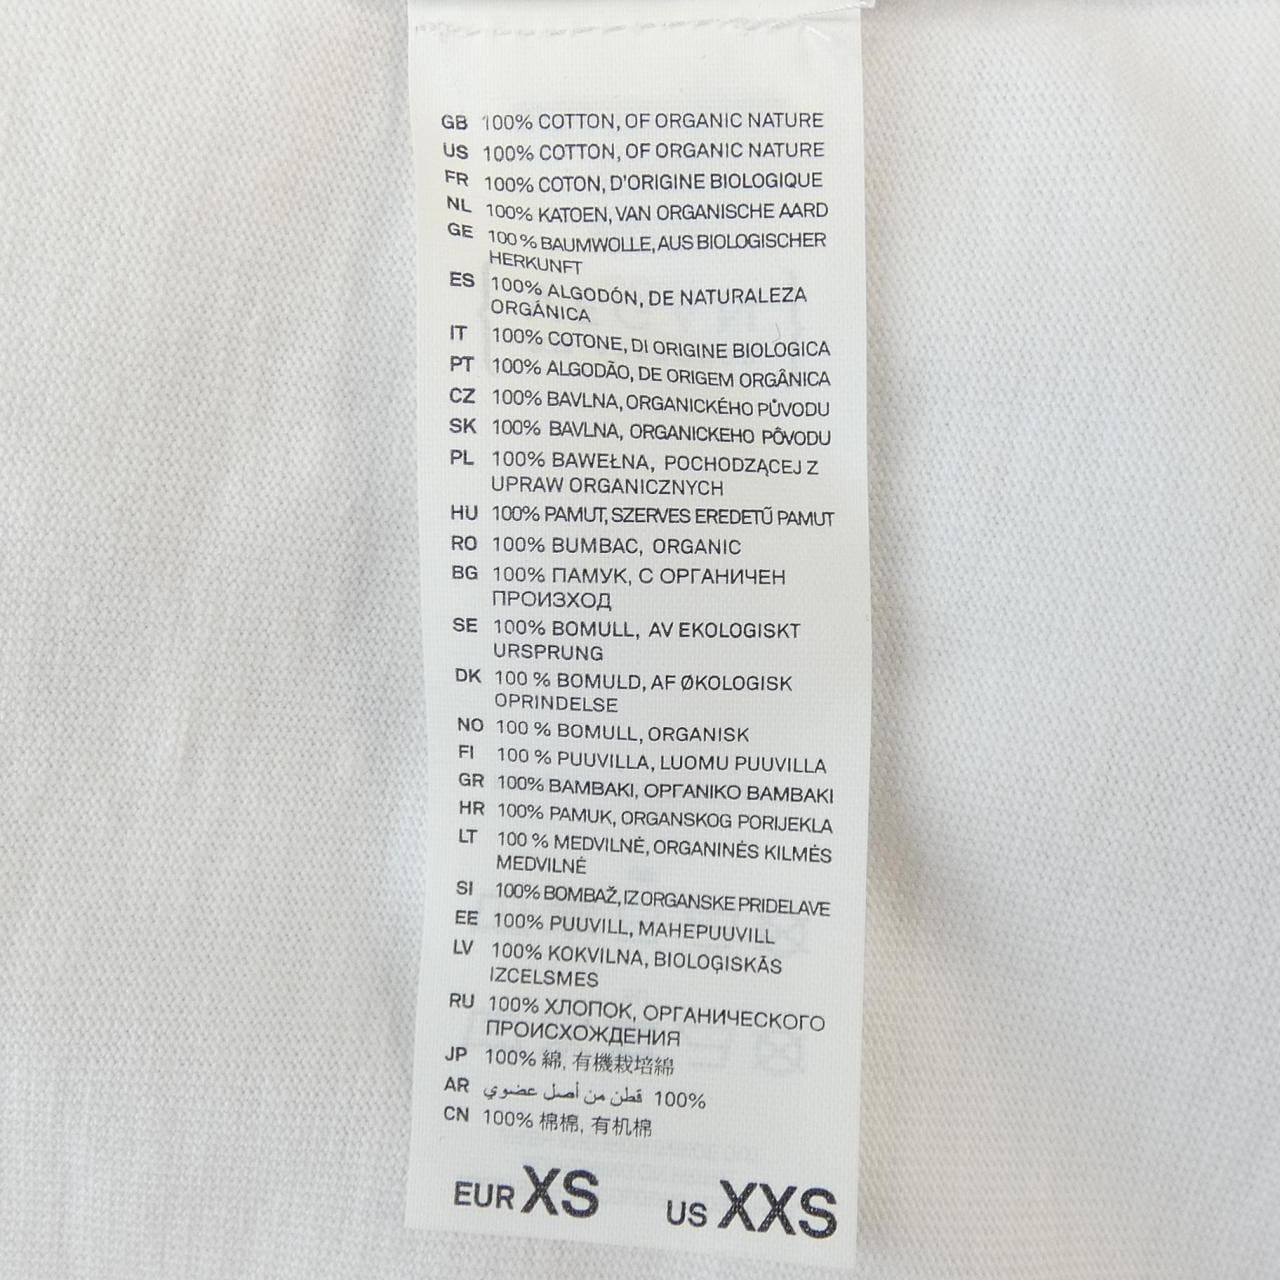 GB 100% COTTON, OF ORGANIC NATURE
US 100% COTTON, OF ORGANIC NATURE
FR 100% COTON, D'ORIGINE BIOLOGIQUE
NL 100% KATOEN, VAN ORGANISCHE AARD
GE 100% BAUMWOLLE, AUS BIOLOGISCHER
HERKUNFT
ES 100% ALGODÓN, DE NATURALEZA
ORGÂNICA
IT 100% COTONE, DI ORIGINE BIOLOGICA
PT 100% ALGODÃO, DE ORIGEM ORGÂNICA
CZ 100% BAVLNA, ORGANICKÉHO PŮVODU
SK 100% BAVLNA, ORGANICKEHO PÔVODU
PL 100% BAWEŁNA, POCHODZĄCEJ Z
UPRAW ORGANICZNYCH
HU 100% PAMUT, SZERVES EREDETŰ PAMUT
RO 100% BUMBAC, ORGANIC
BG 100% ПАМУК, С ОРГАНИЧЕН
ПРОИЗХОД
SE 100% BOMULL, AV EKOLOGISKT
URSPRUNG
DK 100 % BOMULD, AF ØKOLOGISK
OPRINDELSE
NO 100 % BOMULL, ORGANISK
FI 100 % PUUVILLA, LUOMU PUUVILLA
GR 100% ΒΑΜΒΑΚΙ, ΟΡΓΑΝΙΚΟ ΒΑΜΒΑΚΙ
HR 100% PAMUK, ORGANSKOG PORIJEKLA
LT 100 % MEDVILNĖ, ORGANINĖS KILMĖS
MEDVILNĖ
SI 100% BOMBAŽ, IZ ORGANSKE PRIDELAVE
EE 100% PUUVILL, MAHEPUUVILL
LV 100% KOKVILNA, BIOLOĢISKĀS
IZCELSMES
RU 100% ХЛОПОК, ОРГАНИЧЕСКОГО
ПРОИСХОЖДЕНИЯ
JP 100% 綿, 有機栽培綿
AR 100% قطن من أصل عضوي
CN 100% 棉棉, 有机棉
EUR XS US XXS